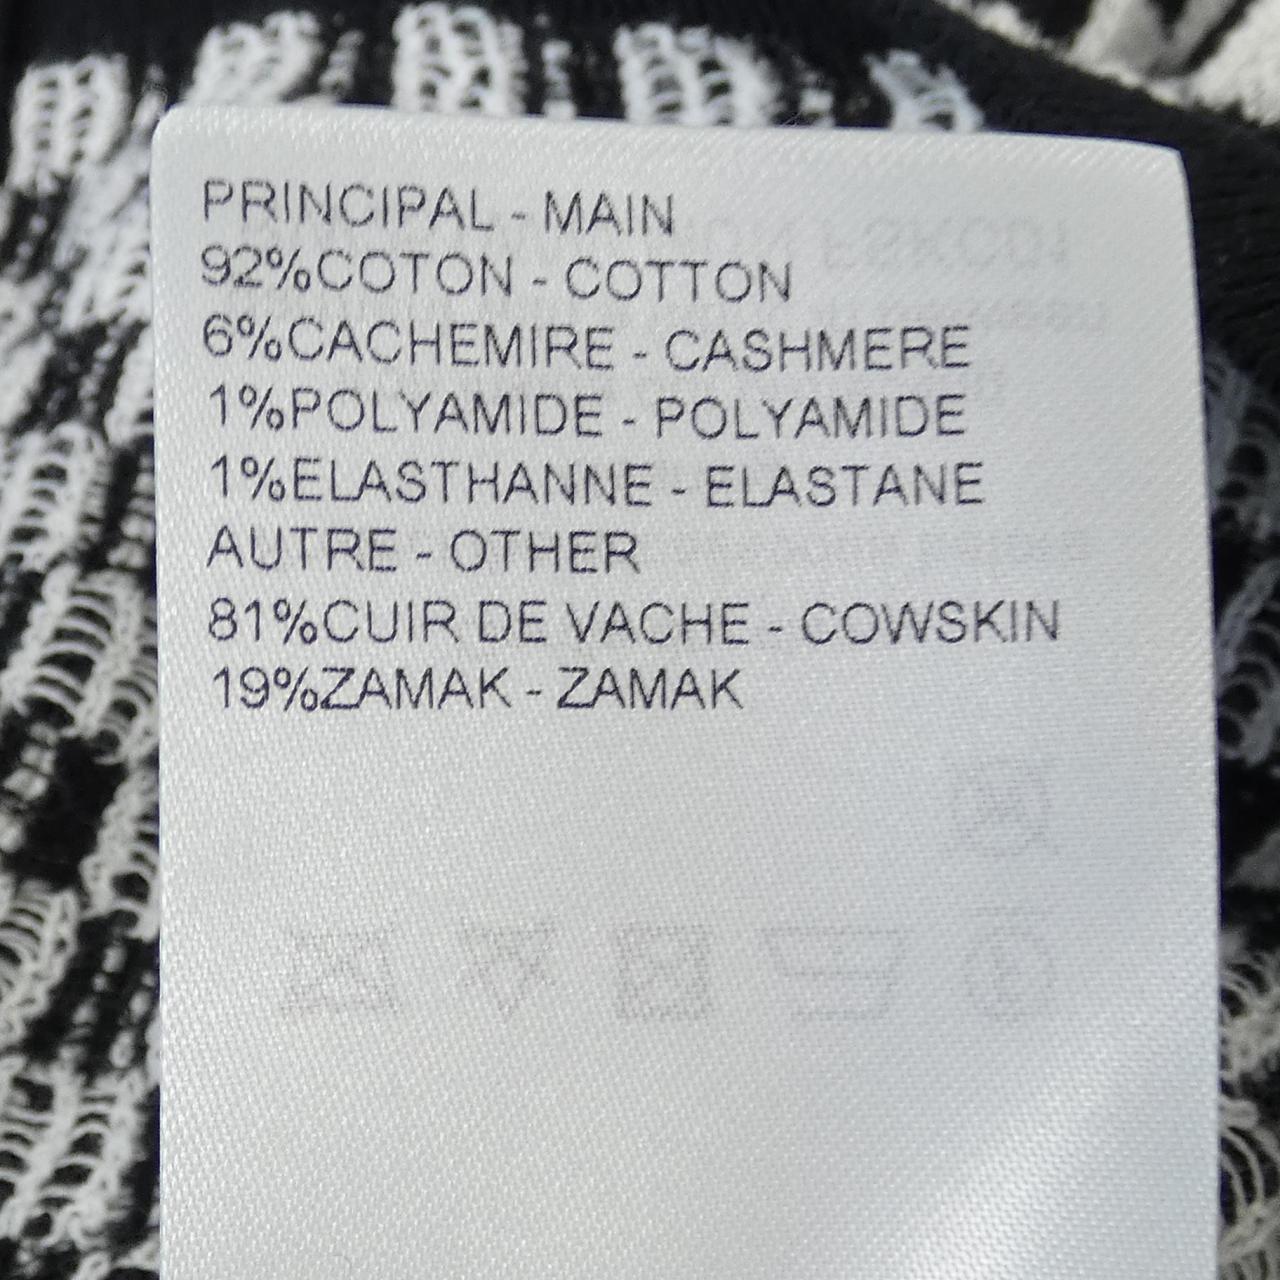 PRINCIPAL - MAIN
92%COTON - COTTON
6%CACHEMIRE - CASHMERE
1%POLYAMIDE - POLYAMIDE
1%ELASTHANNE - ELASTANE
AUTRE - OTHER
81%CUIR DE VACHE - COWSKIN
19%ZAMAK - ZAMAK